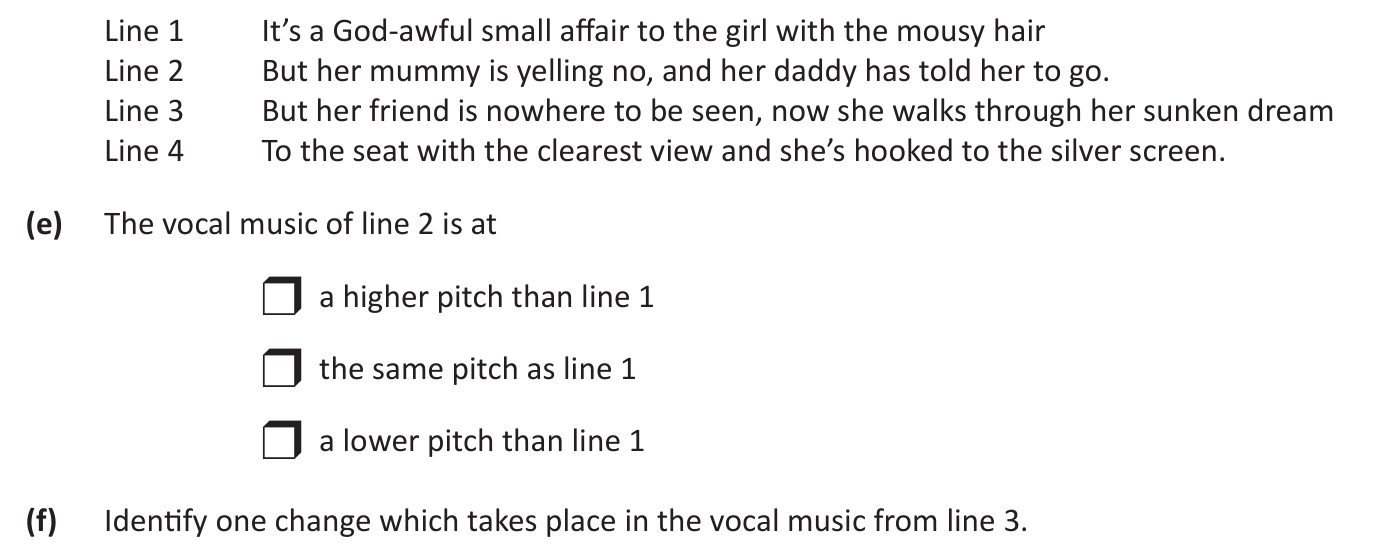 Line 1 It’s a God-awful small affair to the girl with the mousy hair
Line 2 But her mummy is yelling no, and her daddy has told her to go.
Line 3 But her friend is nowhere to be seen, now she walks through her sunken dream
Line 4 To the seat with the clearest view and she’s hooked to the silver screen.
(e) The vocal music of line 2 is at
a higher pitch than line 1
the same pitch as line 1
a lower pitch than line 1
(f) Identify one change which takes place in the vocal music from line 3.